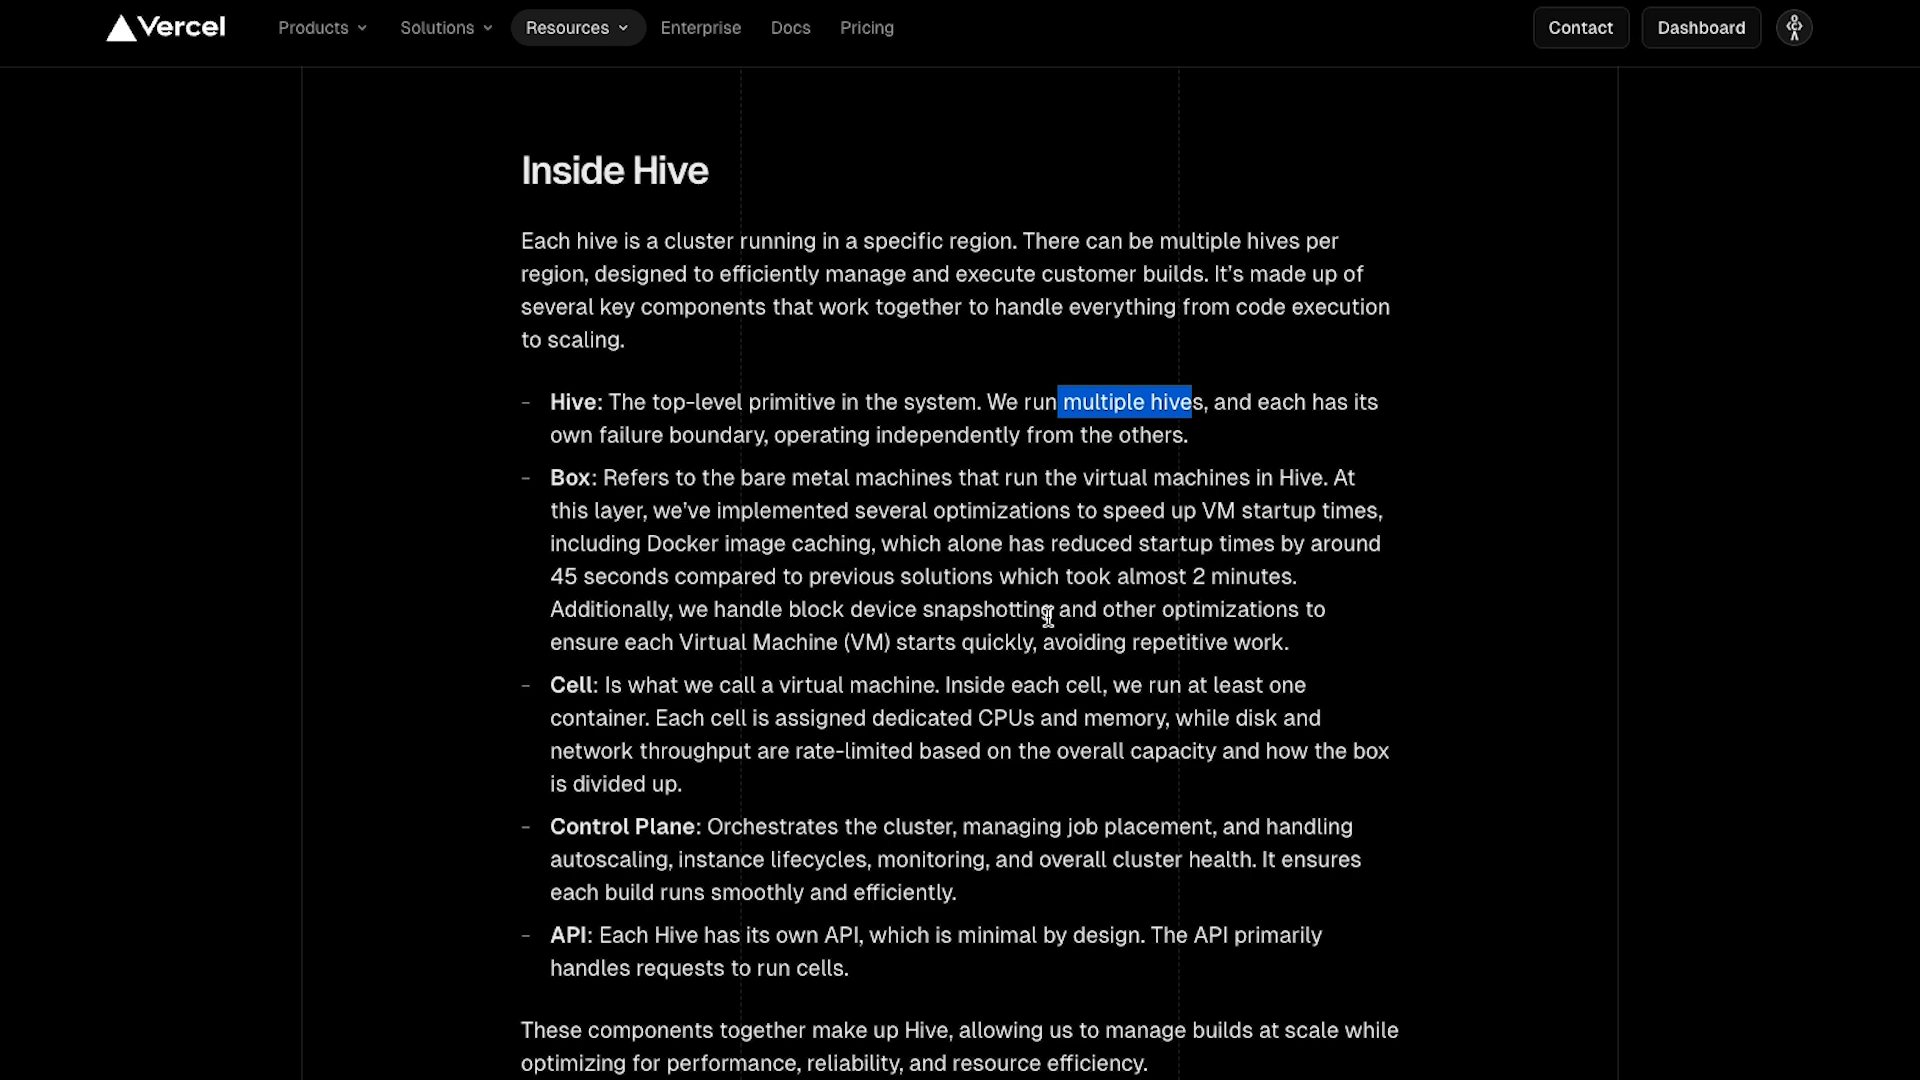 Vercel
Products
Solutions
Resources
Enterprise
Docs
Pricing
Contact
Dashboard
Inside Hive
Each hive is a cluster running in a specific region. There can be multiple hives per
region, designed to efficiently manage and execute customer builds. It's made up of
several key components that work together to handle everything from code execution
to scaling.
- Hive: The top-level primitive in the system. We run multiple hives, and each has its
own failure boundary, operating independently from the others.
- Box: Refers to the bare metal machines that run the virtual machines in Hive. At
this layer, we've implemented several optimizations to speed up VM startup times,
including Docker image caching, which alone has reduced startup times by around
45 seconds compared to previous solutions which took almost 2 minutes.
Additionally, we handle block device snapshotting and other optimizations to
ensure each Virtual Machine (VM) starts quickly, avoiding repetitive work.
- Cell: Is what we call a virtual machine. Inside each cell, we run at least one
container. Each cell is assigned dedicated CPUs and memory, while disk and
network throughput are rate-limited based on the overall capacity and how the box
is divided up.
- Control Plane: Orchestrates the cluster, managing job placement, and handling
autoscaling, instance lifecycles, monitoring, and overall cluster health. It ensures
each build runs smoothly and efficiently.
- API: Each Hive has its own API, which is minimal by design. The API primarily
handles requests to run cells.
These components together make up Hive, allowing us to manage builds at scale while
optimizing for performance, reliability, and resource efficiency.